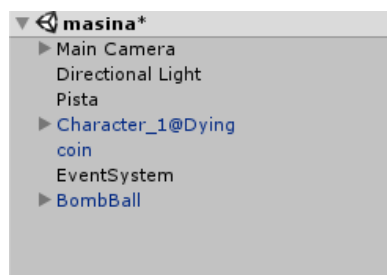 masina*
Main Camera
Directional Light
Pista
Character_1@Dying
coin
EventSystem
BombBall